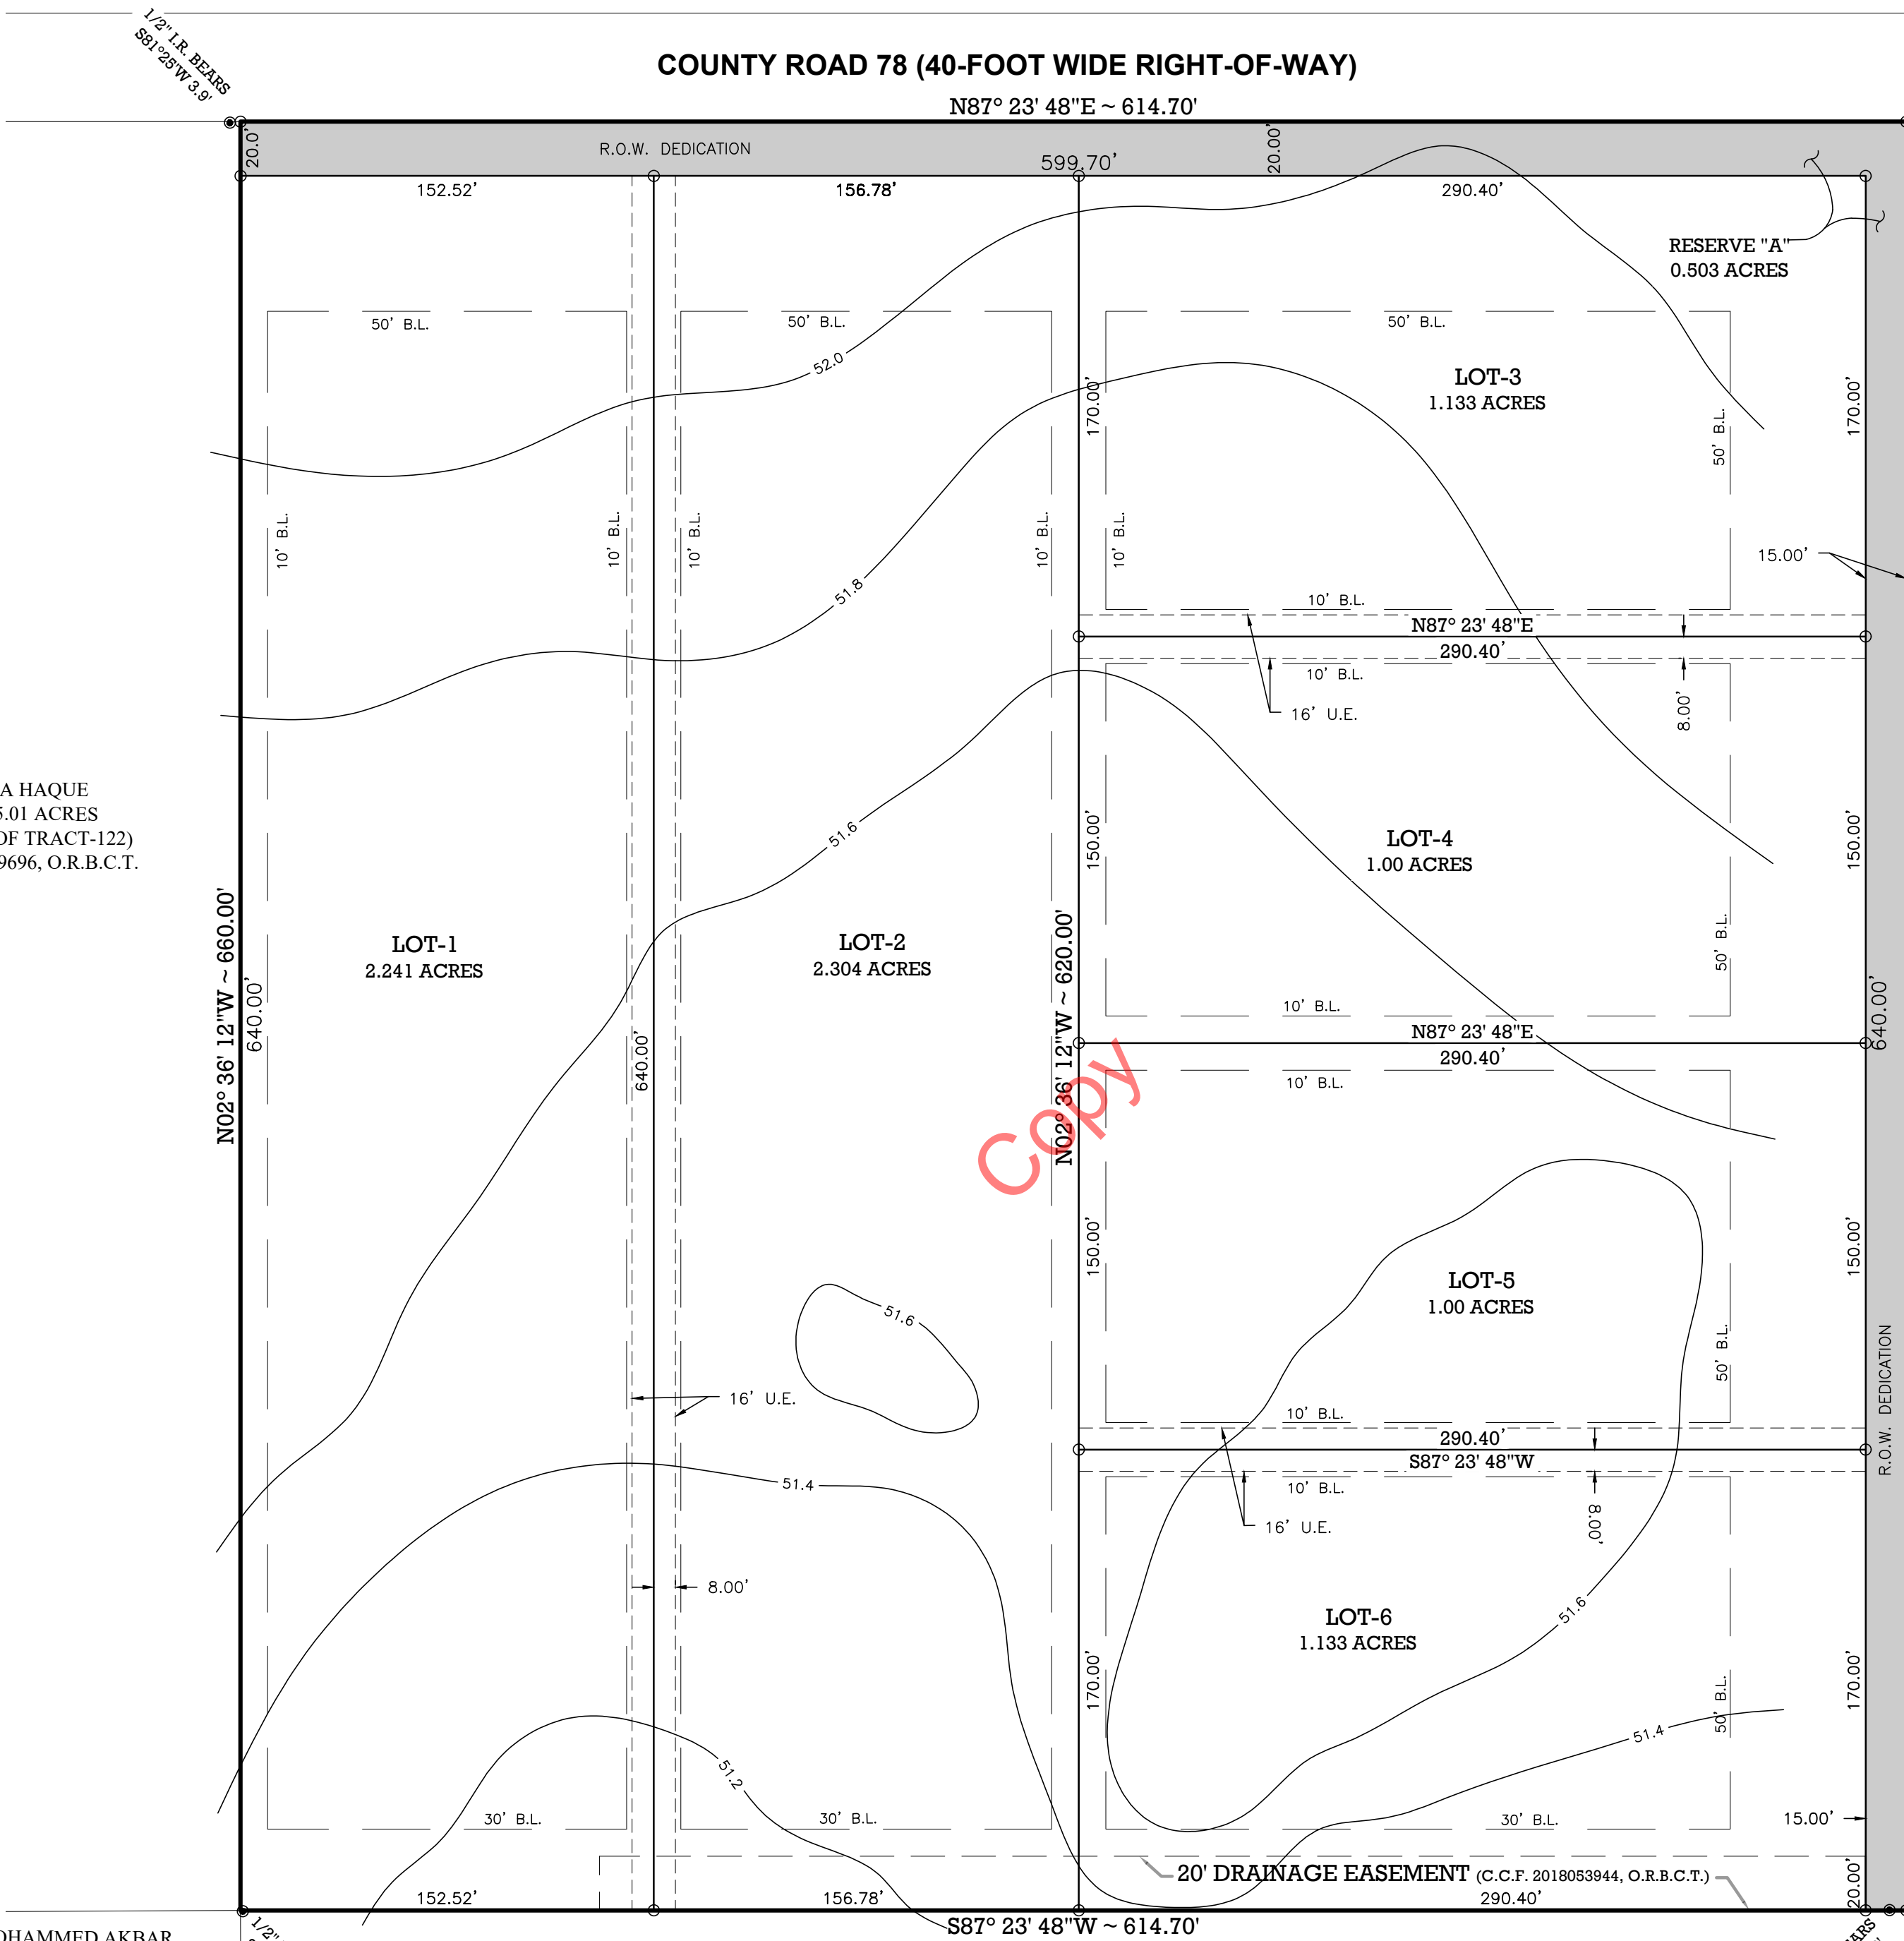 1/2" I.R. BEARS
S81°25'W 3.9'
COUNTY ROAD 78 (40-FOOT WIDE RIGHT-OF-WAY)
N87° 23' 48"E ~ 614.70'
20.0'
R.O.W. DEDICATION
599.70'
20.00'
152.52'
156.78'
290.40'
RESERVE "A"
0.503 ACRES
50' B.L.
50' B.L.
50' B.L.
52.0
LOT-3
1.133 ACRES
170.00'
170.00'
50' B.L.
10' B.L.
10' B.L.
10' B.L.
10' B.L.
10' B.L.
15.00'
51.8
10' B.L.
N87° 23' 48"E
290.40'
10' B.L.
16' U.E.
8.00'
A HAQUE
5.01 ACRES
OF TRACT-122)
9696, O.R.B.C.T.
51.6
150.00'
LOT-4
1.00 ACRES
150.00'
N02° 36' 12"W ~ 660.00'
640.00'
LOT-1
2.241 ACRES
LOT-2
2.304 ACRES
N02° 36' 12"W ~ 620.00'
50' B.L.
640.00'
10' B.L.
N87° 23' 48"E
290.40'
640.00'
10' B.L.
Copy
150.00'
LOT-5
1.00 ACRES
150.00'
51.6
50' B.L.
R.O.W. DEDICATION
16' U.E.
10' B.L.
290.40'
S87° 23' 48"W
51.4
10' B.L.
16' U.E.
8.00'
8.00'
51.6
LOT-6
1.133 ACRES
170.00'
170.00'
50' B.L.
51.4
51.2
30' B.L.
30' B.L.
30' B.L.
15.00'
20' DRAINAGE EASEMENT (C.C.F. 2018053944, O.R.B.C.T.)
20.00'
152.52'
156.78'
290.40'
S87° 23' 48"W ~ 614.70'
1/2"
OHAMMED AKBAR